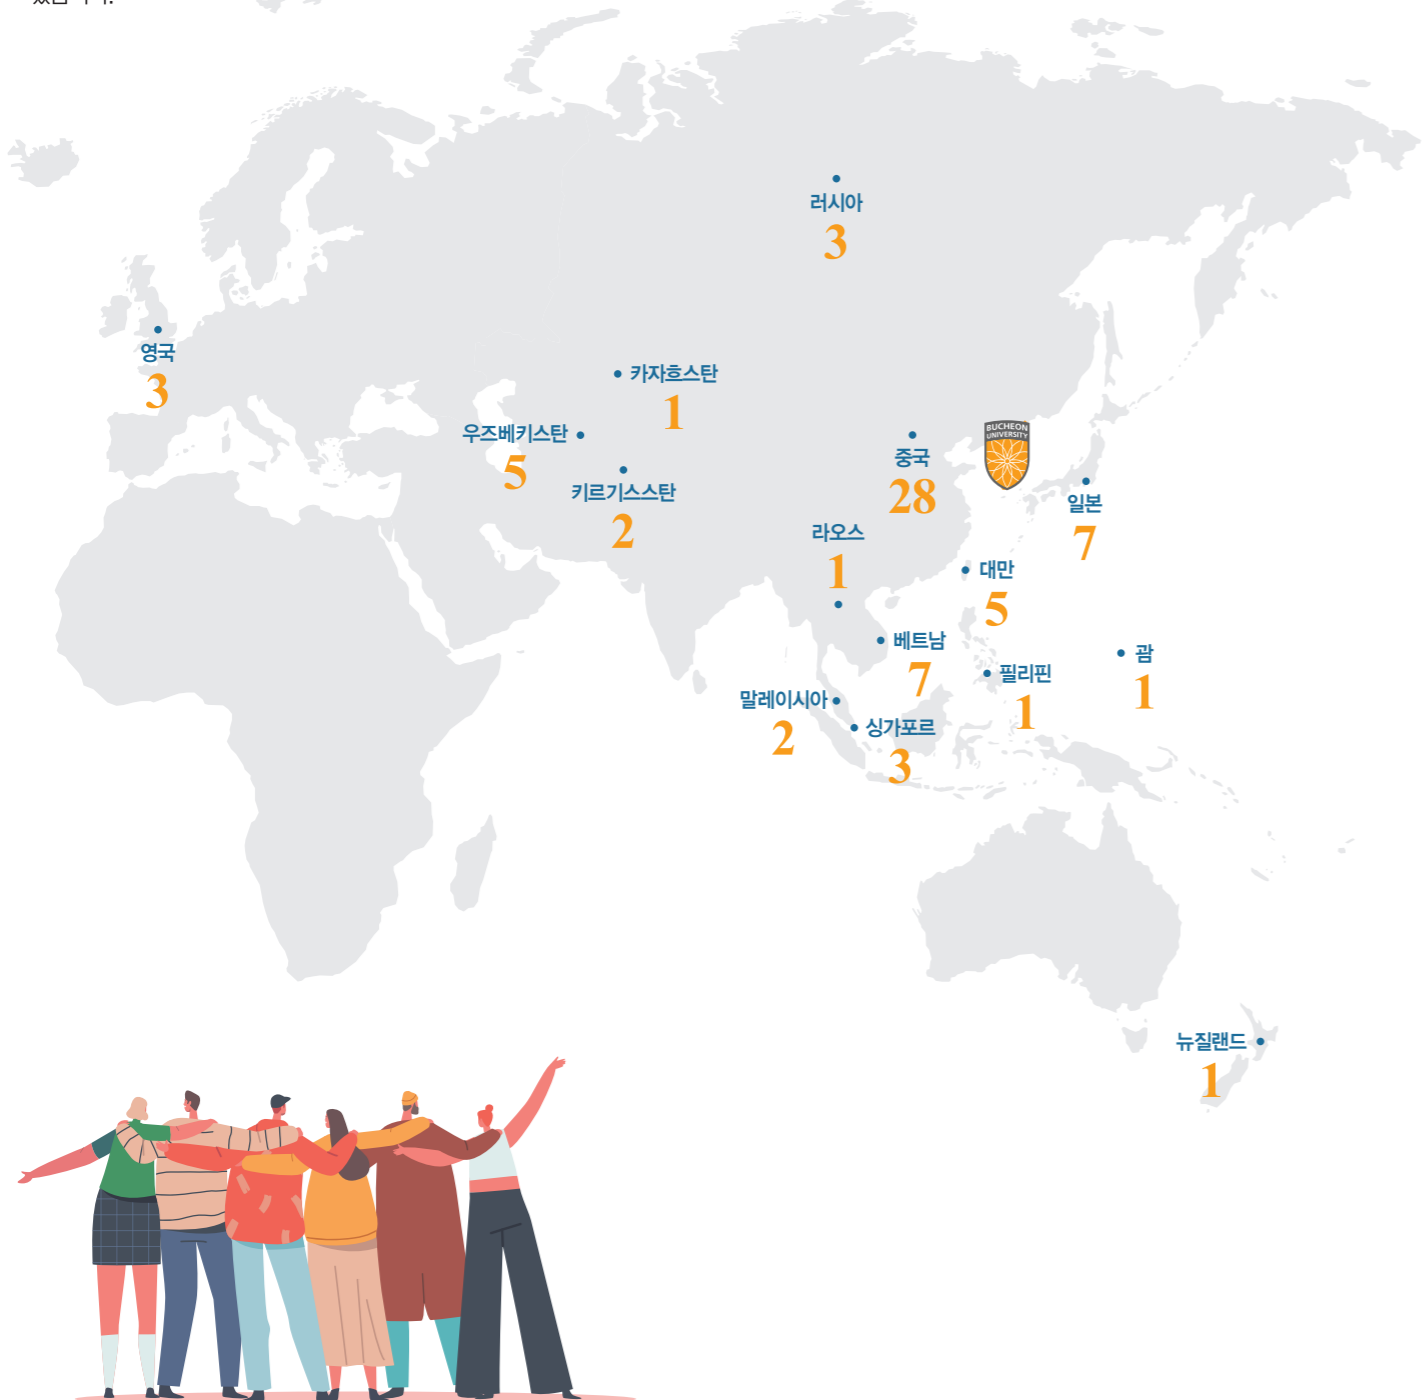 러시아
3
영국
3
카자흐스탄
1
우즈베키스탄
5
키르기스스탄
2
중국
28
BUCHEON
UNIVERSITY
일본
7
라오스
1
대만
5
베트남
7
괌
1
필리핀
1
말레이시아
2
싱가포르
3
뉴질랜드
1